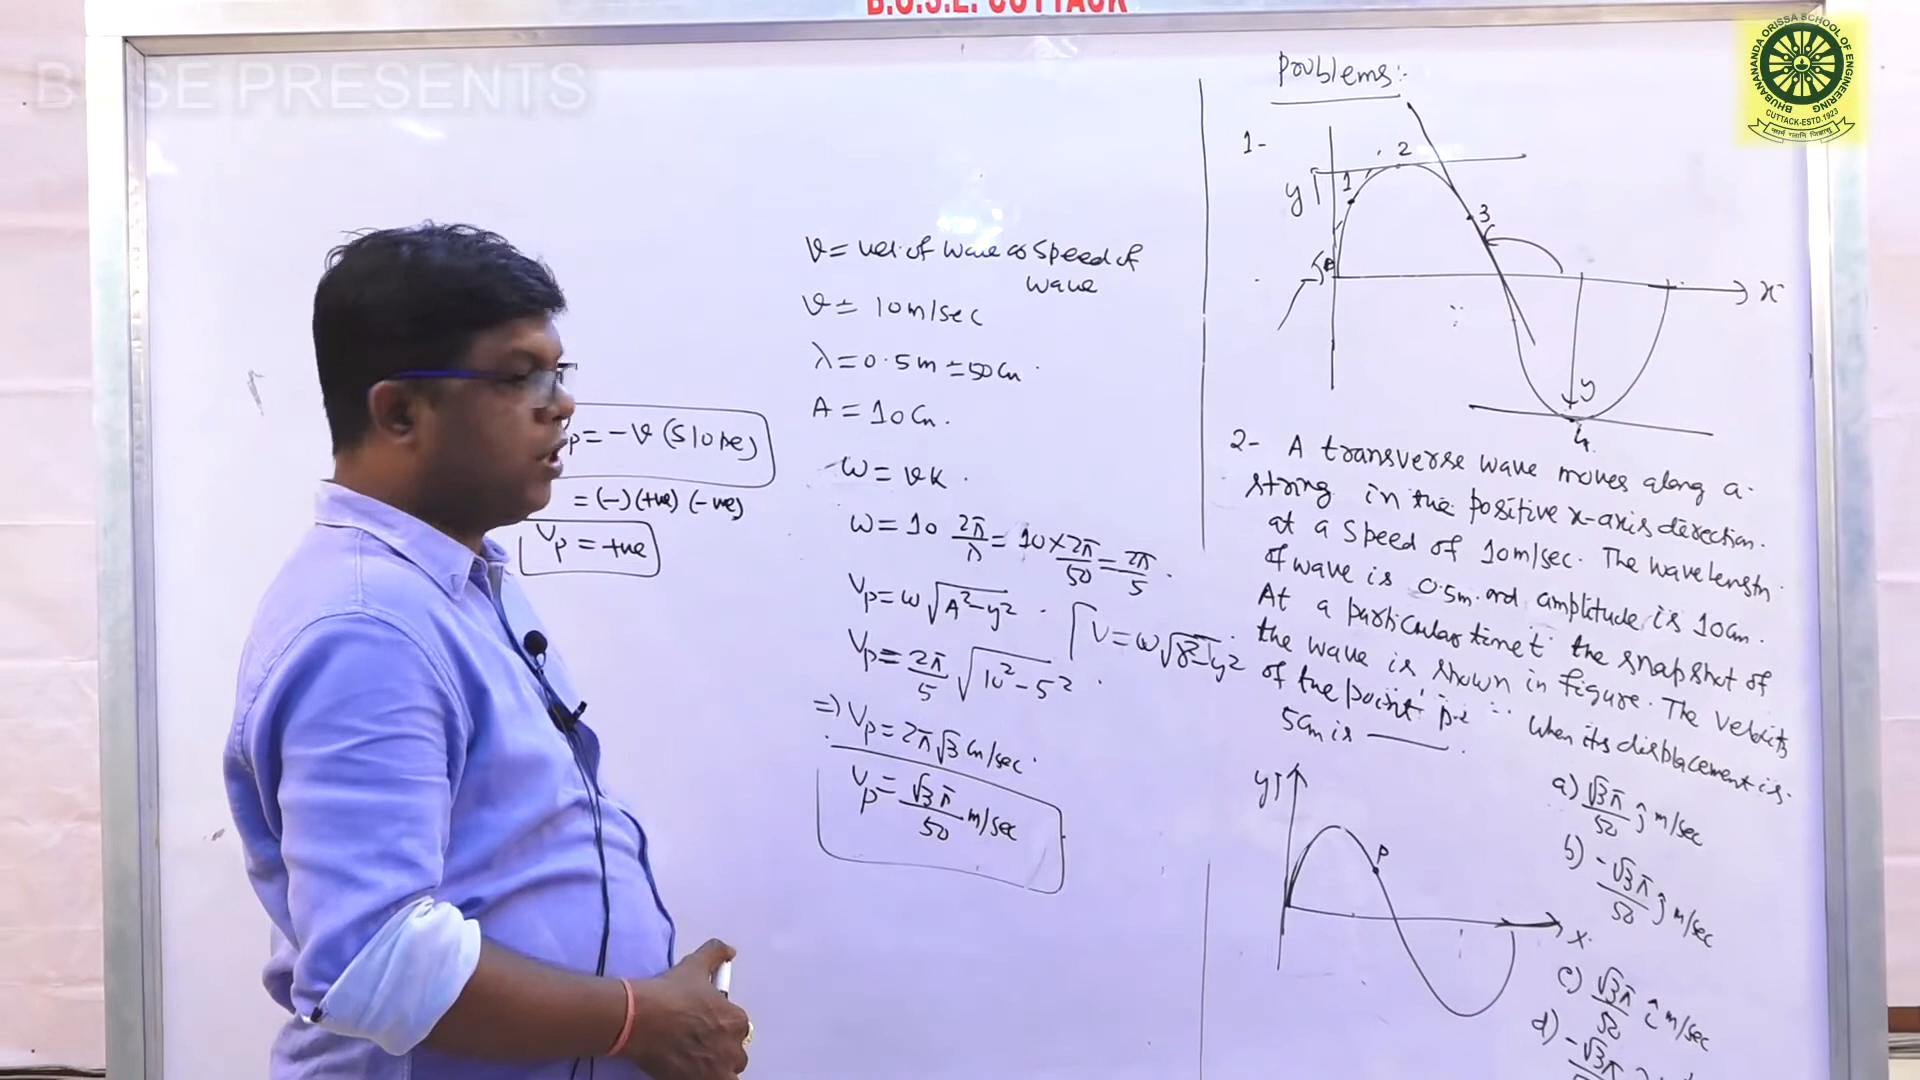 B.O.S.E. CUTTACK
BOSE PRESENTS
BHUBANANANDA ORISSA SCHOOL OF ENGINEERING
CUTTACK-ESTD.1923
p = -v (slope)
= (-) (+ve) (-ve)
Vp = +ve
v = vel. of wave or speed of
wave
v = 10 m/sec
λ = 0.5m = 50 cm.
A = 10 cm.
ω = vk.
ω = 10 2π/λ = 10 × 2π/50 = 2π/5.
Vp = ω √(A²-y²).
V = ω√(r²-y²)
Vp = 2π/5 √(10²-5²).
=> Vp = 2π√3 cm/sec.
Vp = √3π/50 m/sec
Problems:-
1-
y
1
2
3
5
x
y
4
2- A transverse wave moves along a
string in the positive x-axis derection.
at a speed of 10m/sec. The wavelength
of wave is 0.5m. and amplitude is 10cm.
At a particular time t the snapshot of
the wave is shown in figure. The velocity
of the point p when its displacement is
5cm is ——.
y
P
x
a) √3π/50 ĵ m/sec
b) -√3π/50 ĵ m/sec
c) √3π/50 î m/sec
d) -√3π